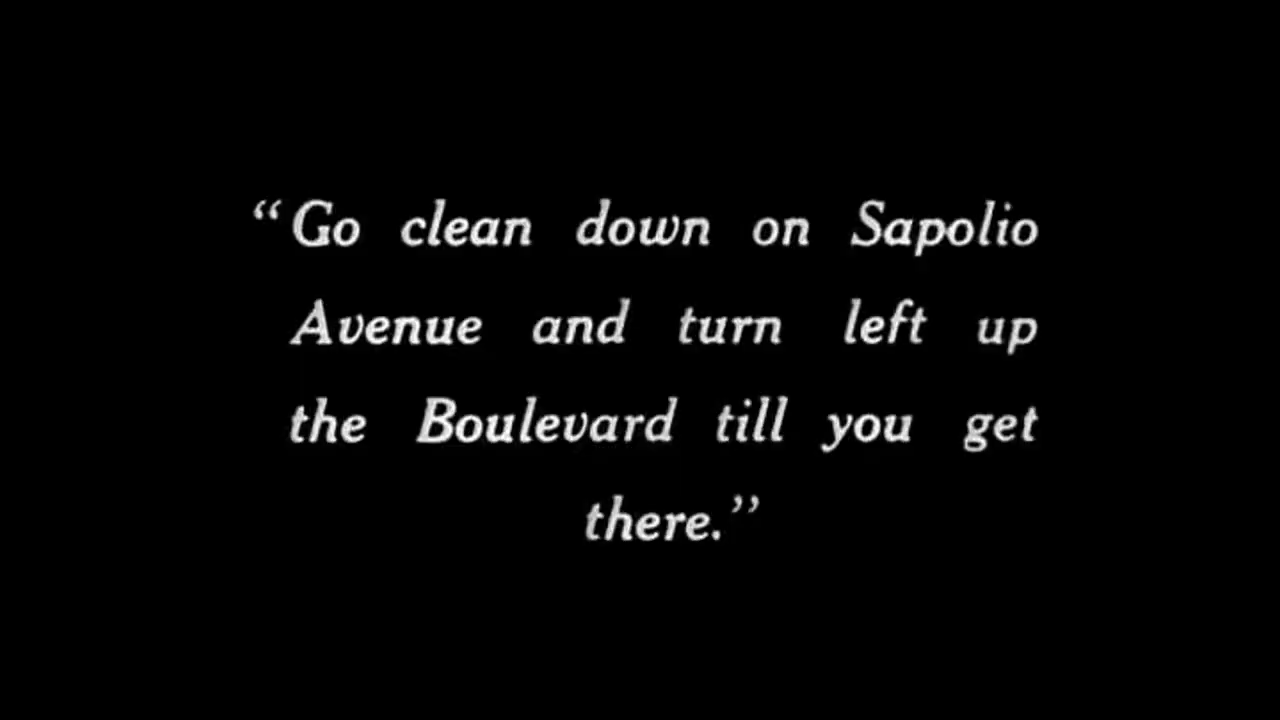 “Go clean down on Sapolio
Avenue and turn left up
the Boulevard till you get
there.”